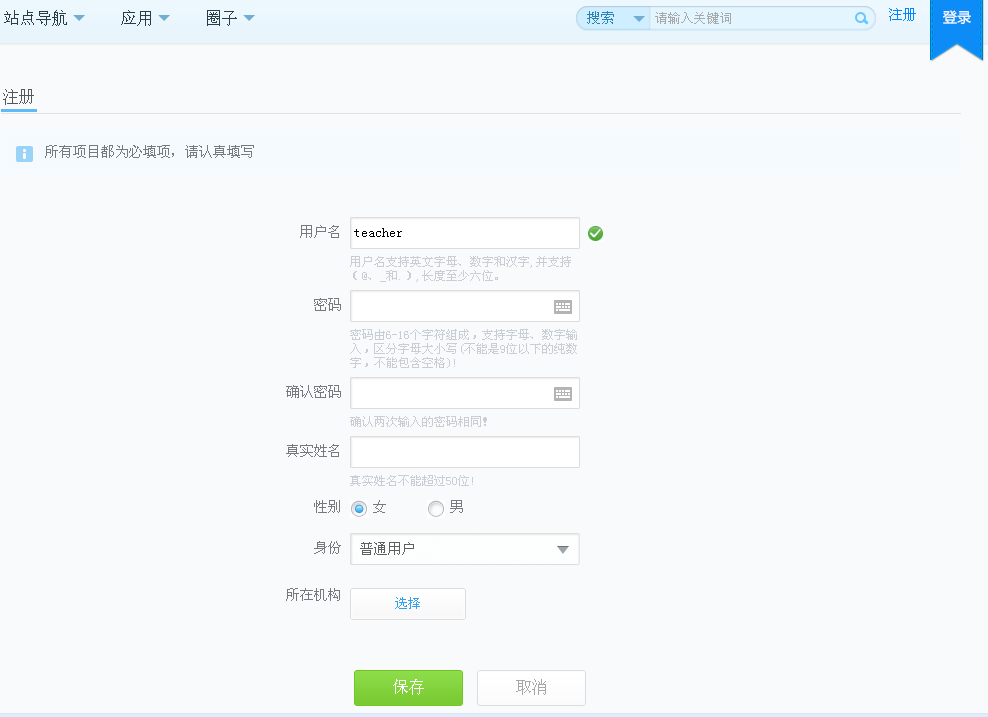 站点导航 应用 圈子 搜索 请输入关键词 注册 登录
注册
所有项目都为必填项，请认真填写
用户名 teacher
用户名支持英文字母、数字和汉字,并支持
（@、_和.）,长度至少六位。
密码
密码由6-16个字符组成，支持字母、数字输
入，区分字母大小写(不能是9位以下的纯数
字，不能包含空格)!
确认密码
确认两次输入的密码相同!
真实姓名
真实姓名不能超过50位!
性别 女 男
身份 普通用户
所在机构 选择
保存 取消